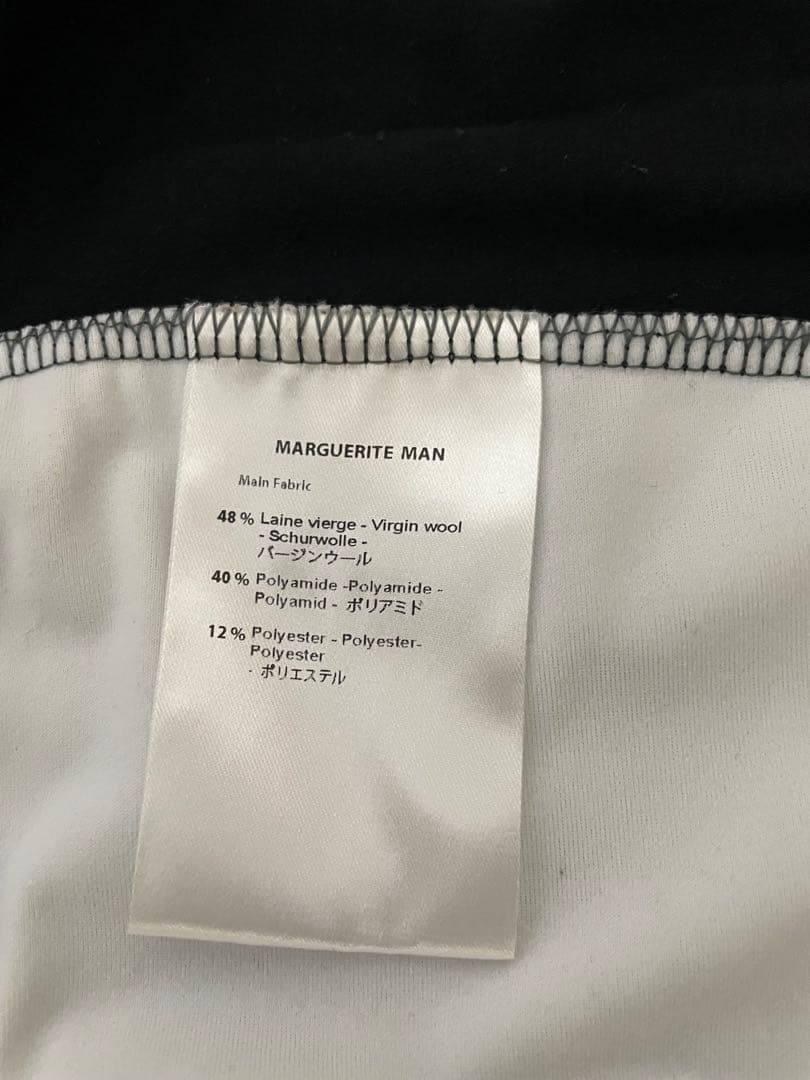 MARGUERITE MAN
Main Fabric
48% Laine vierge - Virgin wool
- Schurwolle -
バージンウール
40% Polyamide -Polyamide -
Polyamid - ポリアミド
12% Polyester - Polyester-
Polyester
- ポリエステル